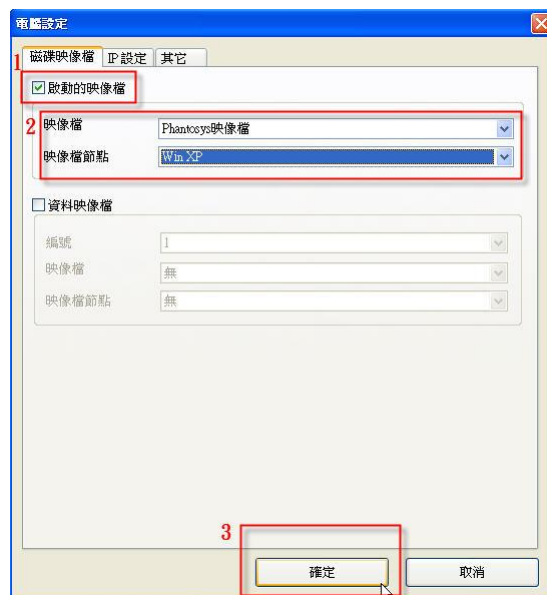 電腦設定
1 磁碟映像檔 IP設定 其它
啟動的映像檔
2 映像檔 Phantosys映像檔
映像檔節點 Win XP
資料映像檔
編號 1
映像檔 無
映像檔節點 無
3
確定 取消